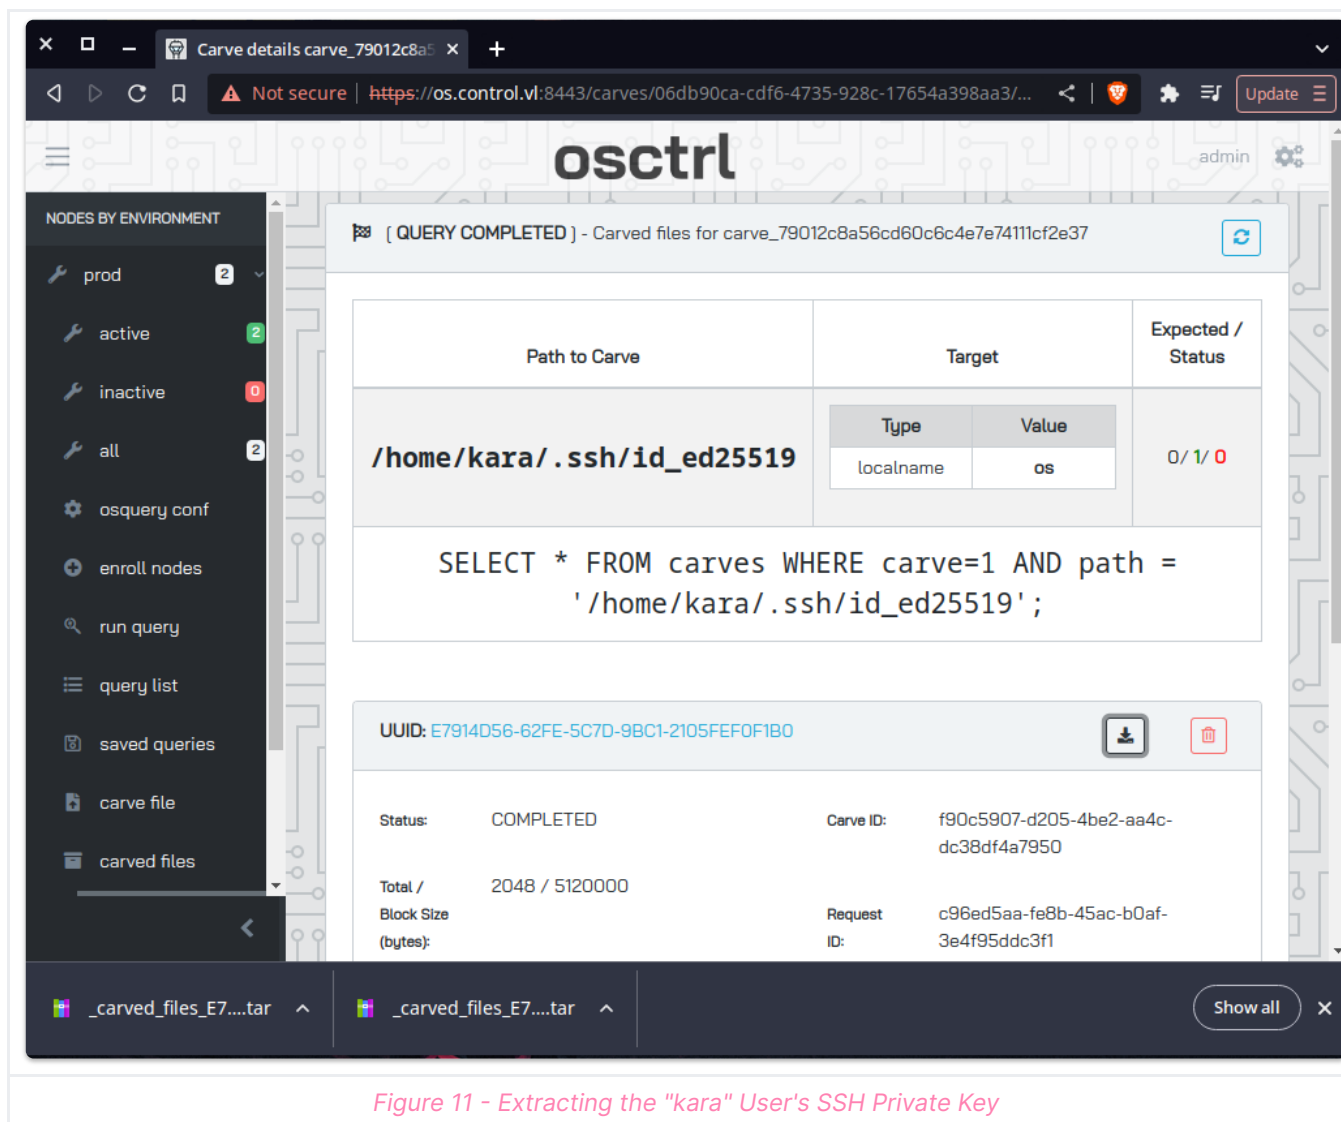 Carve details carve_79012c8a5
Not secure
https://os.control.vl:8443/carves/06db90ca-cdf6-4735-928c-17654a398aa3/...
Update
osctrl
admin
NODES BY ENVIRONMENT
prod 2
active 2
inactive 0
all 2
osquery conf
enroll nodes
run query
query list
saved queries
carve file
carved files
[ QUERY COMPLETED ] - Carved files for carve_79012c8a56cd60c6c4e7e74111cf2e37
Path to Carve
Target
Expected /
Status
/home/kara/.ssh/id_ed25519
Type Value
localname os
0/ 1/ 0
SELECT * FROM carves WHERE carve=1 AND path =
'/home/kara/.ssh/id_ed25519';
UUID: E7914D56-62FE-5C7D-9BC1-2105FEF0F1B0
Status: COMPLETED
Carve ID: f90c5907-d205-4be2-aa4c-
dc38df4a7950
Total / 2048 / 5120000
Block Size
(bytes):
Request c96ed5aa-fe8b-45ac-b0af-
ID: 3e4f95ddc3f1
_carved_files_E7....tar
_carved_files_E7....tar
Show all
Figure 11 - Extracting the "kara" User's SSH Private Key